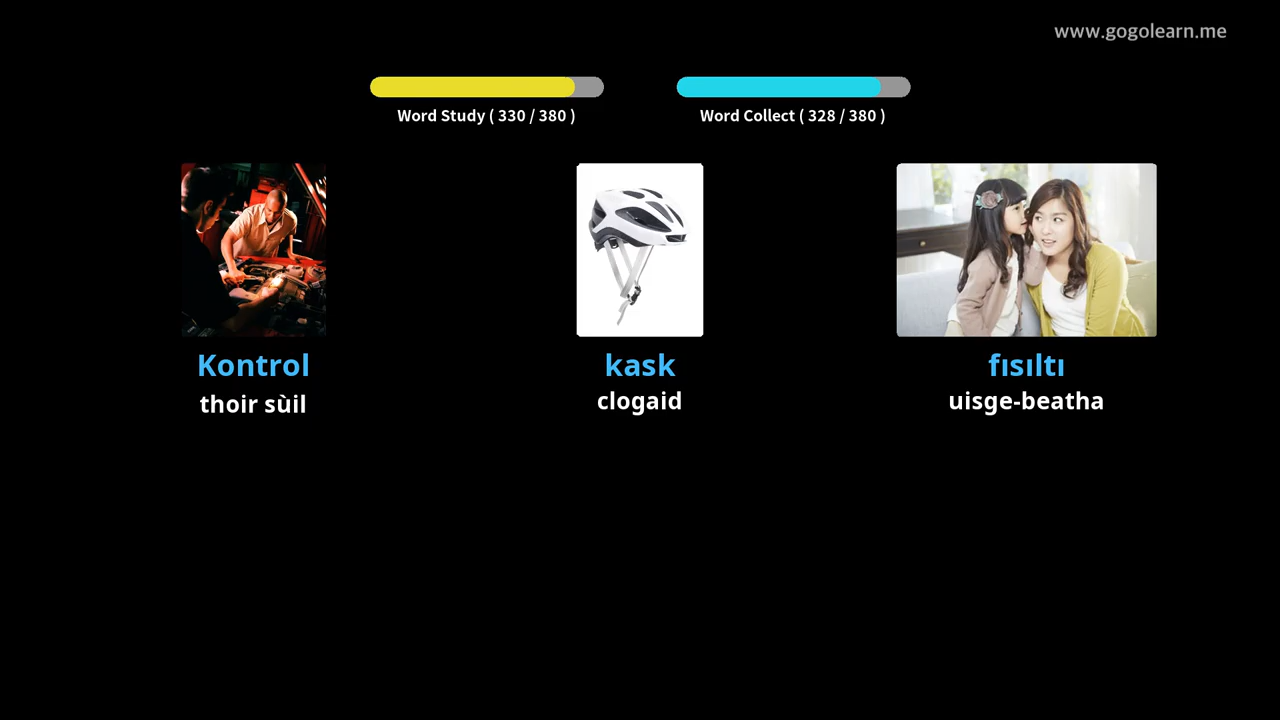 www.gogolearn.me
Word Study ( 330 / 380 )
Word Collect ( 328 / 380 )
Kontrol
thoir sùil
kask
clogaid
fısıltı
uisge-beatha